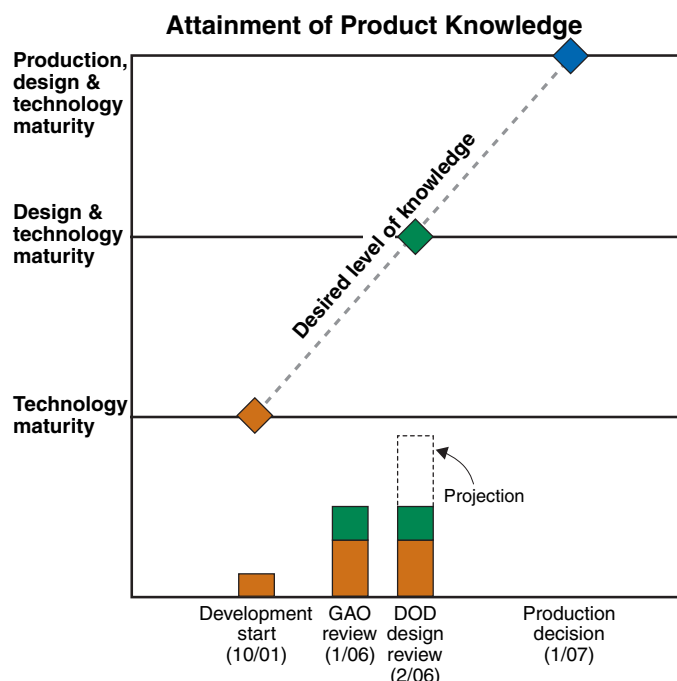 Attainment of Product Knowledge
Production,
design &
technology
maturity
Design &
technology
maturity
Technology
maturity
Desired level of knowledge
Projection
Development
start
(10/01)
GAO
review
(1/06)
DOD
design
review
(2/06)
Production
decision
(1/07)